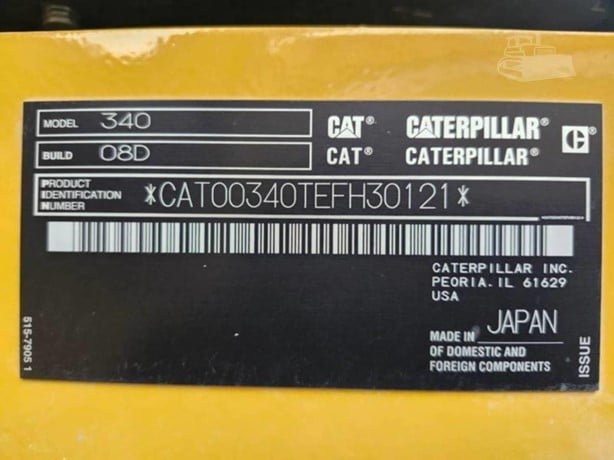 MODEL 340
BUILD 08D
CAT® CATERPILLAR® C
CAT® CATERPILLAR®
PRODUCT
IDENTIFICATION
NUMBER
*CAT00340TEFH30121*
CATERPILLAR INC.
PEORIA.IL 61629
USA
MADE IN JAPAN
OF DOMESTIC AND
FOREIGN COMPONENTS
ISSUE
515-7905 1